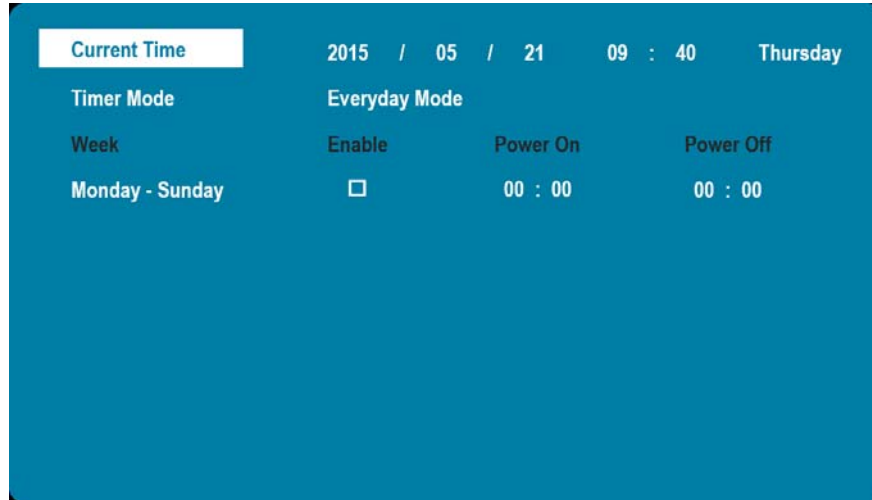 Current Time 2015 / 05 / 21 09 : 40 Thursday
Timer Mode Everyday Mode
Week Enable Power On Power Off
Monday - Sunday 00 : 00 00 : 00